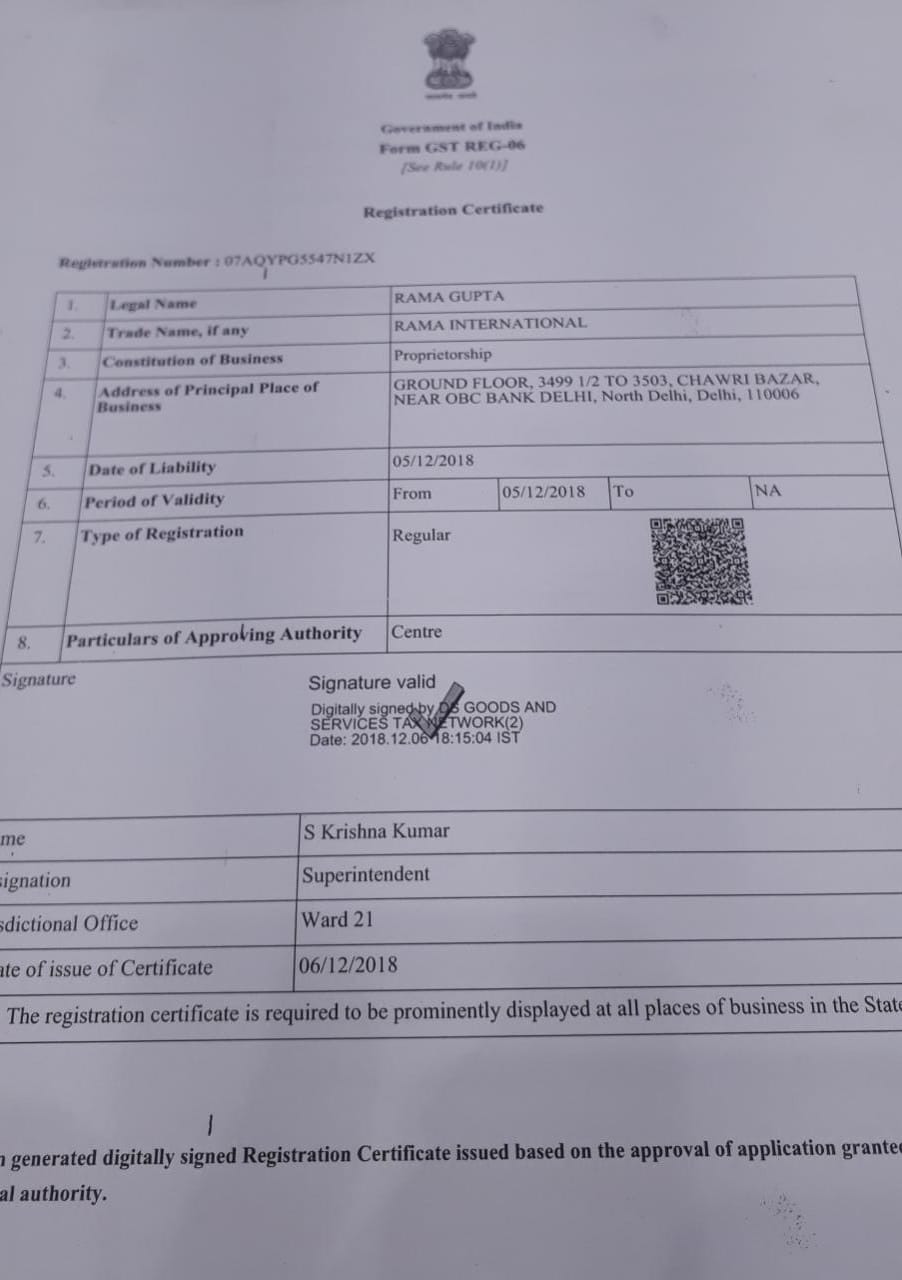 Government of India
Form GST REG-06
[See Rule 10(1)]
Registration Certificate
Registration Number : 07AQYPG5547N1ZX
1. Legal Name RAMA GUPTA
2. Trade Name, if any RAMA INTERNATIONAL
3. Constitution of Business Proprietorship
4. Address of Principal Place of Business GROUND FLOOR, 3499 1/2 TO 3503, CHAWRI BAZAR,
NEAR OBC BANK DELHI, North Delhi, Delhi, 110006
5. Date of Liability 05/12/2018
6. Period of Validity From 05/12/2018 To NA
7. Type of Registration Regular
8. Particulars of Approving Authority Centre
Signature
Signature valid
Digitally signed by DS GOODS AND
SERVICES TAX NETWORK(2)
Date: 2018.12.06 18:15:04 IST
me S Krishna Kumar
signation Superintendent
sdictional Office Ward 21
ate of issue of Certificate 06/12/2018
The registration certificate is required to be prominently displayed at all places of business in the State
n generated digitally signed Registration Certificate issued based on the approval of application grante
al authority.